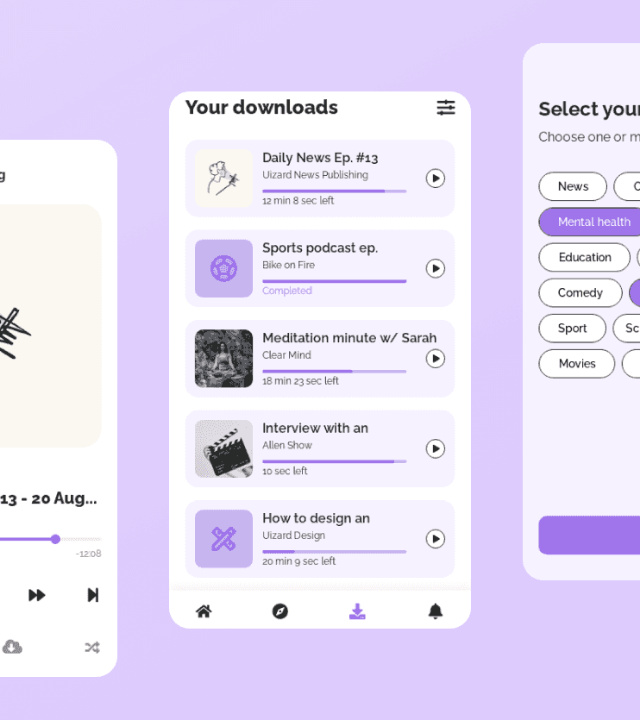 g
13 - 20 Aug...
-12:08
Your downloads
Daily News Ep. #13
Uizard News Publishing
12 min 8 sec left
Sports podcast ep.
Bike on Fire
Completed
Meditation minute w/ Sarah
Clear Mind
18 min 23 sec left
Interview with an
Allen Show
10 sec left
How to design an
Uizard Design
20 min 9 sec left
Select your
Choose one or m
News
Mental health
Education
Comedy
Sport
Sc
Movies